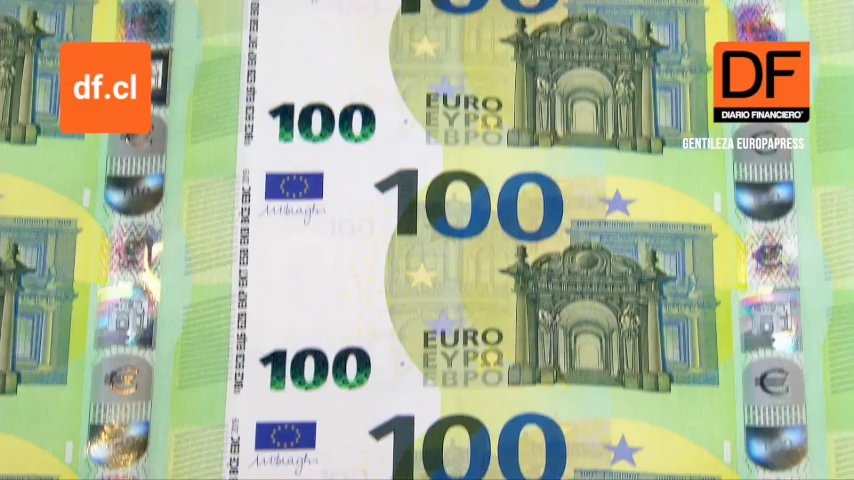 df.cl
DF
DIARIO FINANCIERO
GENTILEZA EUROPAPRESS
100
EURO
ΕΥΡΩ
ЕВРО
100
100
EURO
ΕΥΡΩ
ЕВРО
100
100